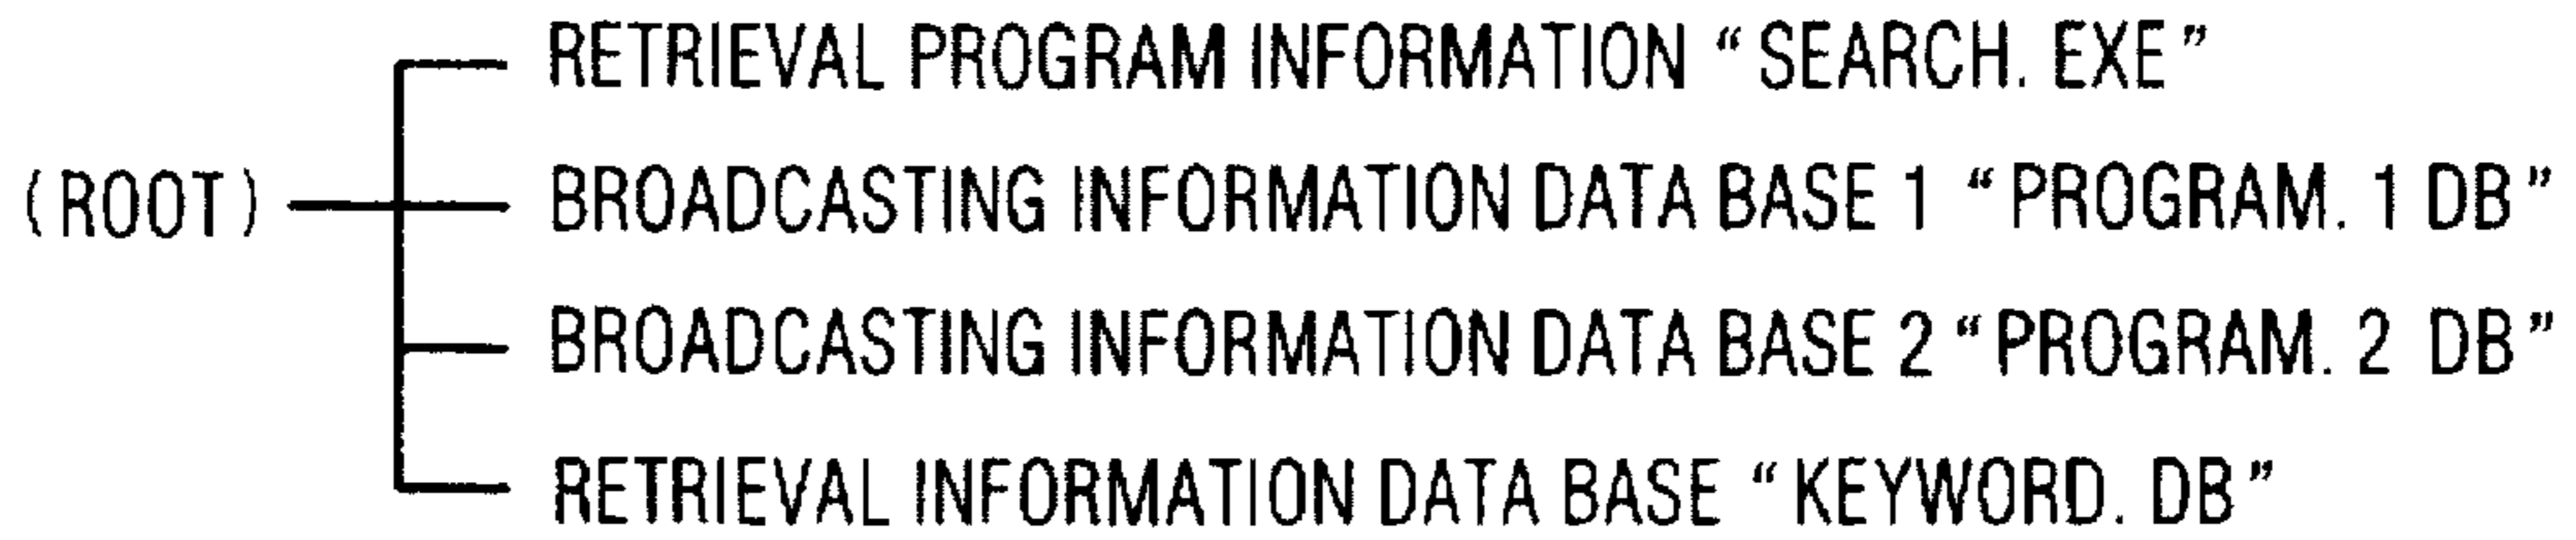 RETRIEVAL PROGRAM INFORMATION “SEARCH. EXE”
(ROOT) BROADCASTING INFORMATION DATA BASE 1 “PROGRAM. 1 DB”
BROADCASTING INFORMATION DATA BASE 2 “PROGRAM. 2 DB”
RETRIEVAL INFORMATION DATA BASE “KEYWORD. DB”